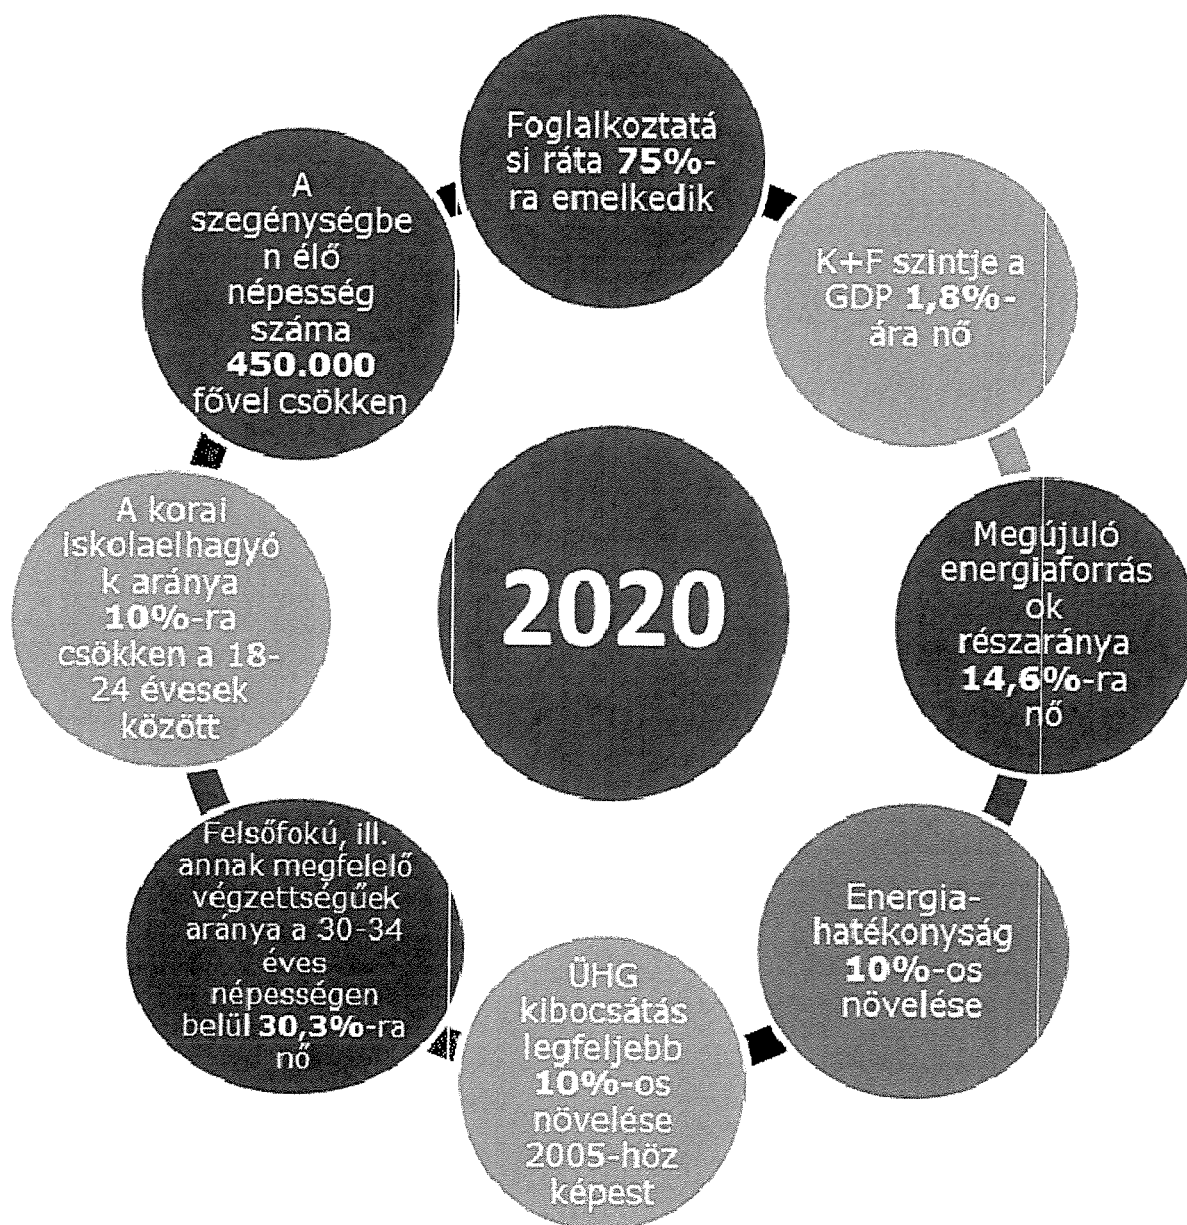 Foglalkoztatá
si ráta 75%-
ra emelkedik
K+F szintje a
GDP 1,8%-
ára nő
Megújuló
energiaforrás
ok
részaránya
14,6%-ra
nő
Energia-
hatékonyság
10%-os
növelése
ÜHG
kibocsátás
legfeljebb
10%-os
növelése
2005-höz
képest
Felsőfokú, ill.
annak megfelelő
végzettségűek
aránya a 30-34
éves
népességen
belül 30,3%-ra
nő
A korai
iskolaelhagyó
k aránya
10%-ra
csökken a 18-
24 évesek
között
A
szegénységbe
n élő
népesség
száma
450.000
fővel csökken
2020